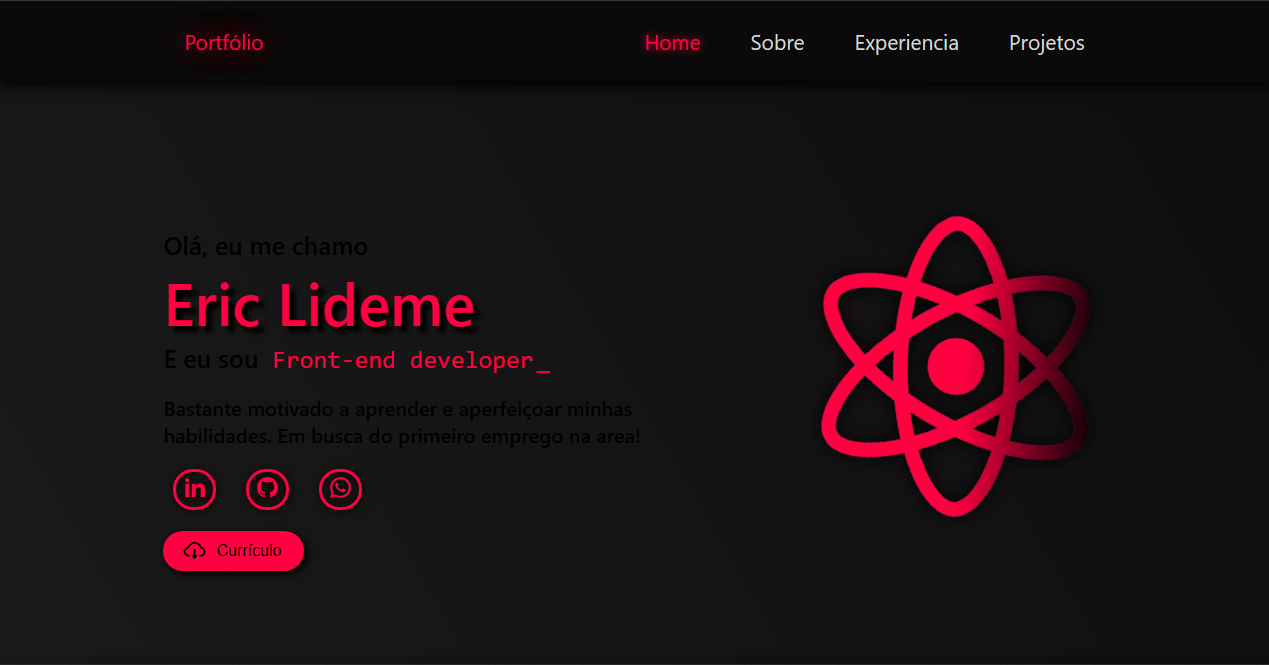 Portfólio Home Sobre Experiencia Projetos
Olá, eu me chamo
Eric Lideme
E eu sou Front-end developer_
Bastante motivado a aprender e aperfeiçoar minhas
habilidades. Em busca do primeiro emprego na area!
in
Currículo